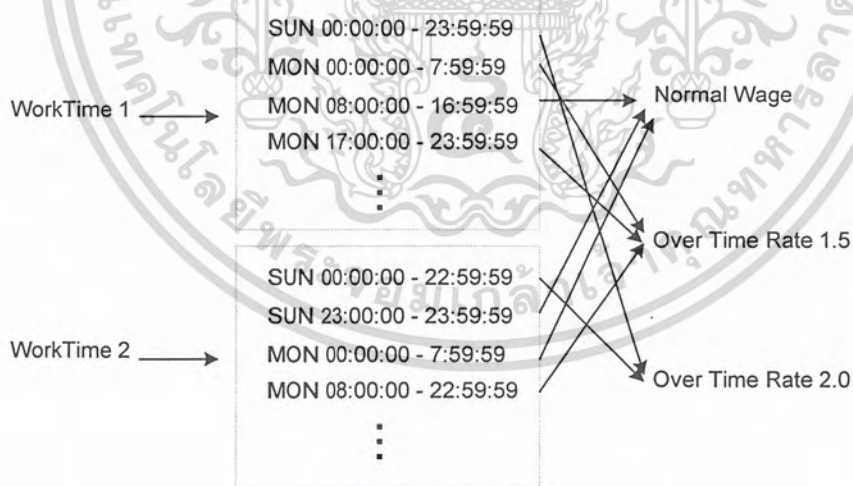 SUN 00:00:00 - 23:59:59
MON 00:00:00 - 7:59:59
WorkTime 1
MON 08:00:00 - 16:59:59
Normal Wage
MON 17:00:00 - 23:59:59
Over Time Rate 1.5
SUN 00:00:00 - 22:59:59
SUN 23:00:00 - 23:59:59
WorkTime 2
MON 00:00:00 - 7:59:59
Over Time Rate 2.0
MON 08:00:00 - 22:59:59